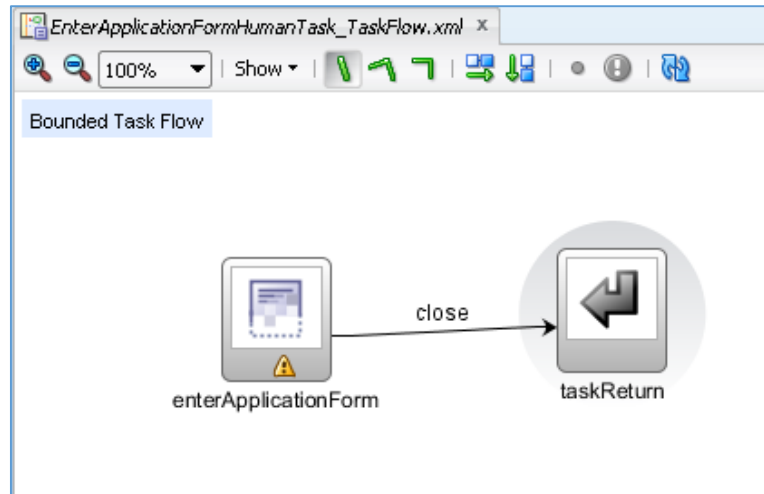 EnterApplicationFormHumanTask_TaskFlow.xml x
100% Show
Bounded Task Flow
close
enterApplicationForm
taskReturn